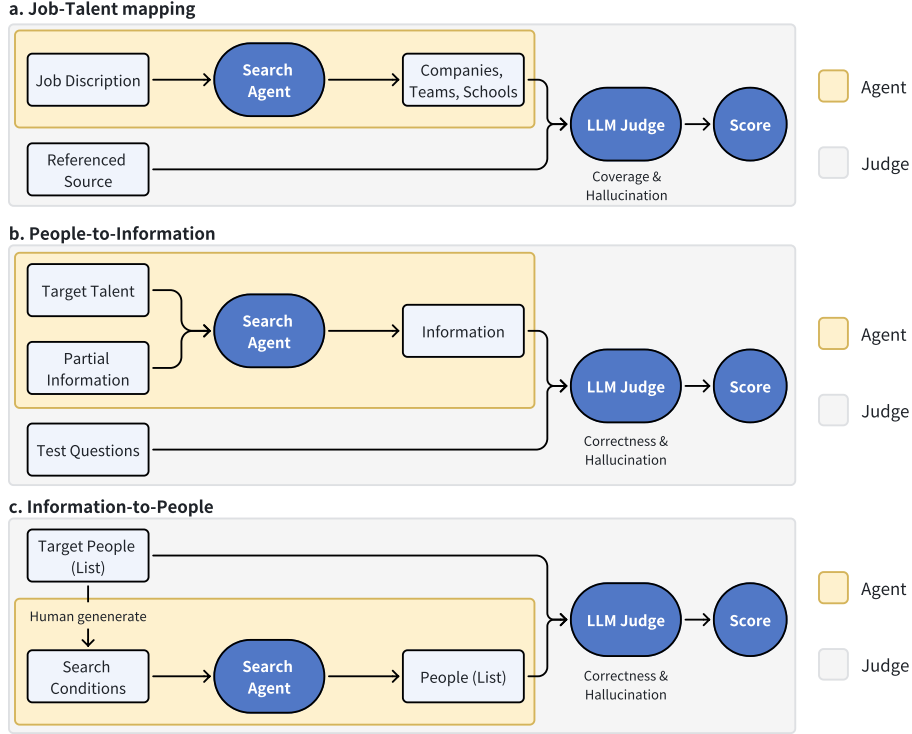 a. Job-Talent mapping
Job Discription
Search
Agent
Companies,
Teams, Schools
Referenced
Source
LLM Judge
Score
Coverage &
Hallucination
Agent
Judge
b. People-to-Information
Target Talent
Partial
Information
Search
Agent
Information
Test Questions
LLM Judge
Score
Correctness &
Hallucination
Agent
Judge
c. Information-to-People
Target People
(List)
Human genenerate
Search
Conditions
Search
Agent
People (List)
LLM Judge
Score
Correctness &
Hallucination
Agent
Judge